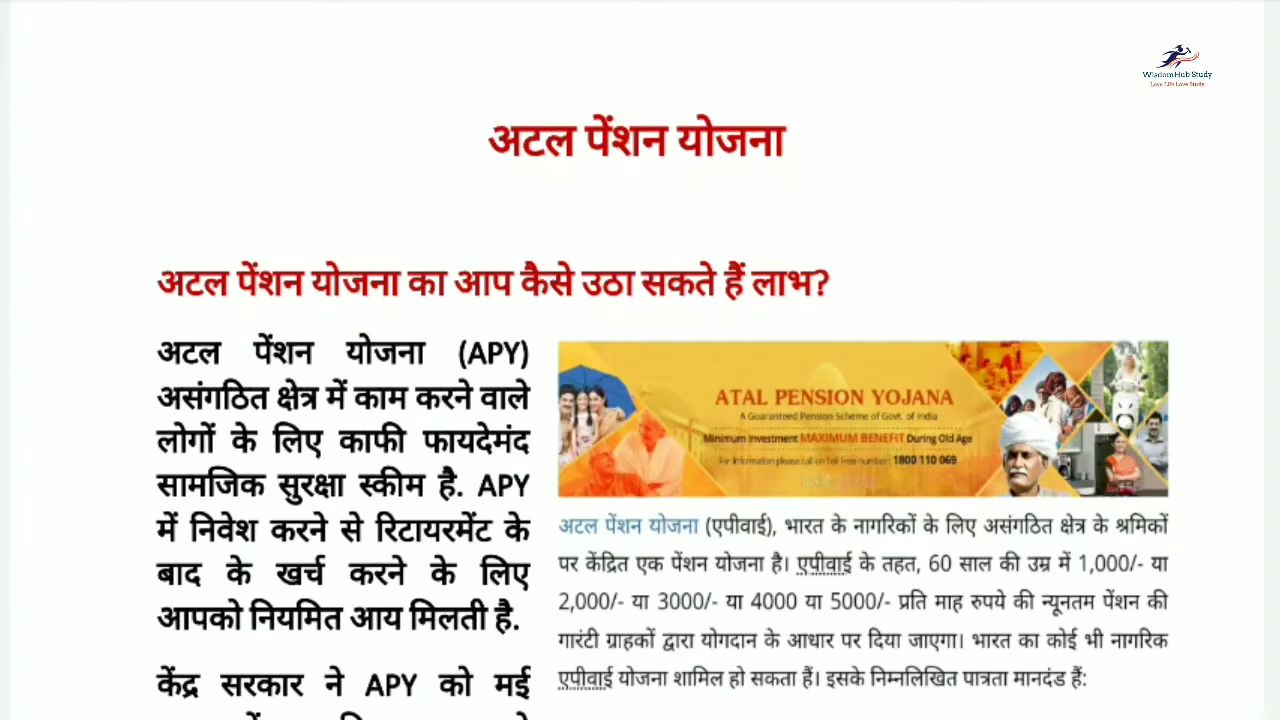 WisdomHub Study
Love Life Love Study
अटल पेंशन योजना
अटल पेंशन योजना का आप कैसे उठा सकते हैं लाभ?
अटल पेंशन योजना (APY)
असंगठित क्षेत्र में काम करने वाले
लोगों के लिए काफी फायदेमंद
सामजिक सुरक्षा स्कीम है. APY
में निवेश करने से रिटायरमेंट के
बाद के खर्च करने के लिए
आपको नियमित आय मिलती है.
केंद्र सरकार ने APY को मई
ATAL PENSION YOJANA
A Guaranteed Pension Scheme of Govt. of India
Minimum Investment MAXIMUM BENEFIT During Old Age
For Information please call on Toll Free number: 1800 110 069
अटल पेंशन योजना (एपीवाई), भारत के नागरिकों के लिए असंगठित क्षेत्र के श्रमिकों
पर केंद्रित एक पेंशन योजना है। एपीवाई के तहत, 60 साल की उम्र में 1,000/- या
2,000/- या 3000/- या 4000 या 5000/- प्रति माह रुपये की न्यूनतम पेंशन की
गारंटी ग्राहकों द्वारा योगदान के आधार पर दिया जाएगा। भारत का कोई भी नागरिक
एपीवाई योजना शामिल हो सकता हैं। इसके निम्नलिखित पात्रता मानदंड हैं: